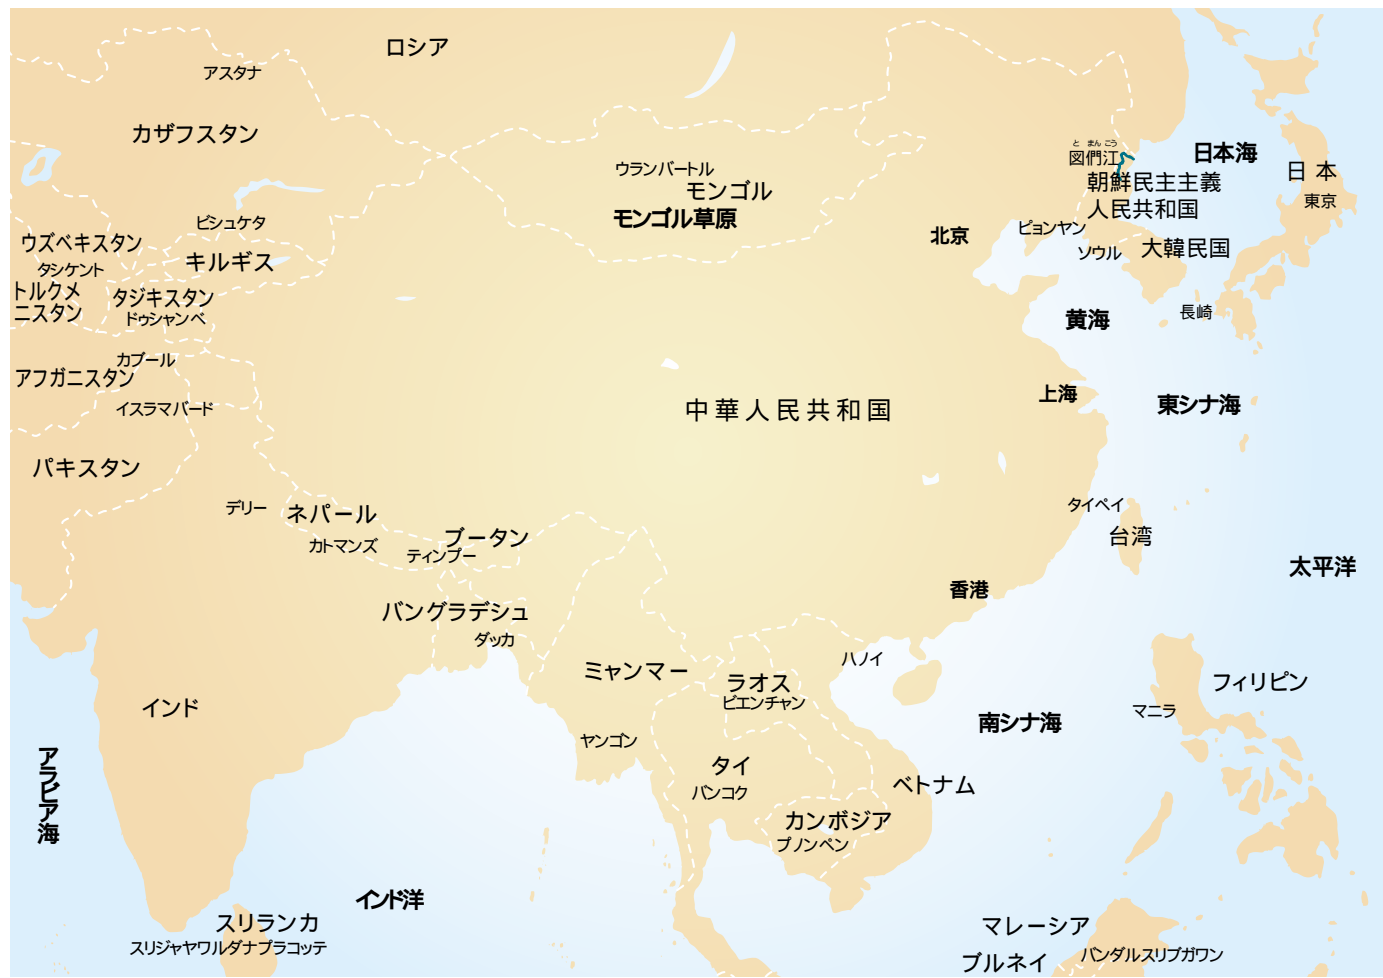 ロシア
アスタナ
カザフスタン
ウランバートル
モンゴル
モンゴル草原
と まん こう
図們江
日本海
朝鮮民主主義
人民共和国
日本
東京
ビシュケタ
ウズベキスタン
タシケント
キルギス
北京
ピョンヤン
ソウル
大韓民国
トルクメ
ニスタン
タジキスタン
ドゥシャンベ
黄海
長崎
カブール
アフガニスタン
イスラマバード
中華人民共和国
上海
東シナ海
パキスタン
デリー
ネパール
カトマンズ
ブータン
ティンプー
タイペイ
台湾
太平洋
香港
バングラデシュ
ダッカ
ミャンマー
ラオス
ビエンチャン
ハノイ
フィリピン
マニラ
インド
南シナ海
ヤンゴン
タイ
バンコク
ベトナム
アラビア海
カンボジア
プノンペン
インド洋
スリランカ
スリジャヤワルダナプラコッテ
マレーシア
ブルネイ
バンダルスリブガワン